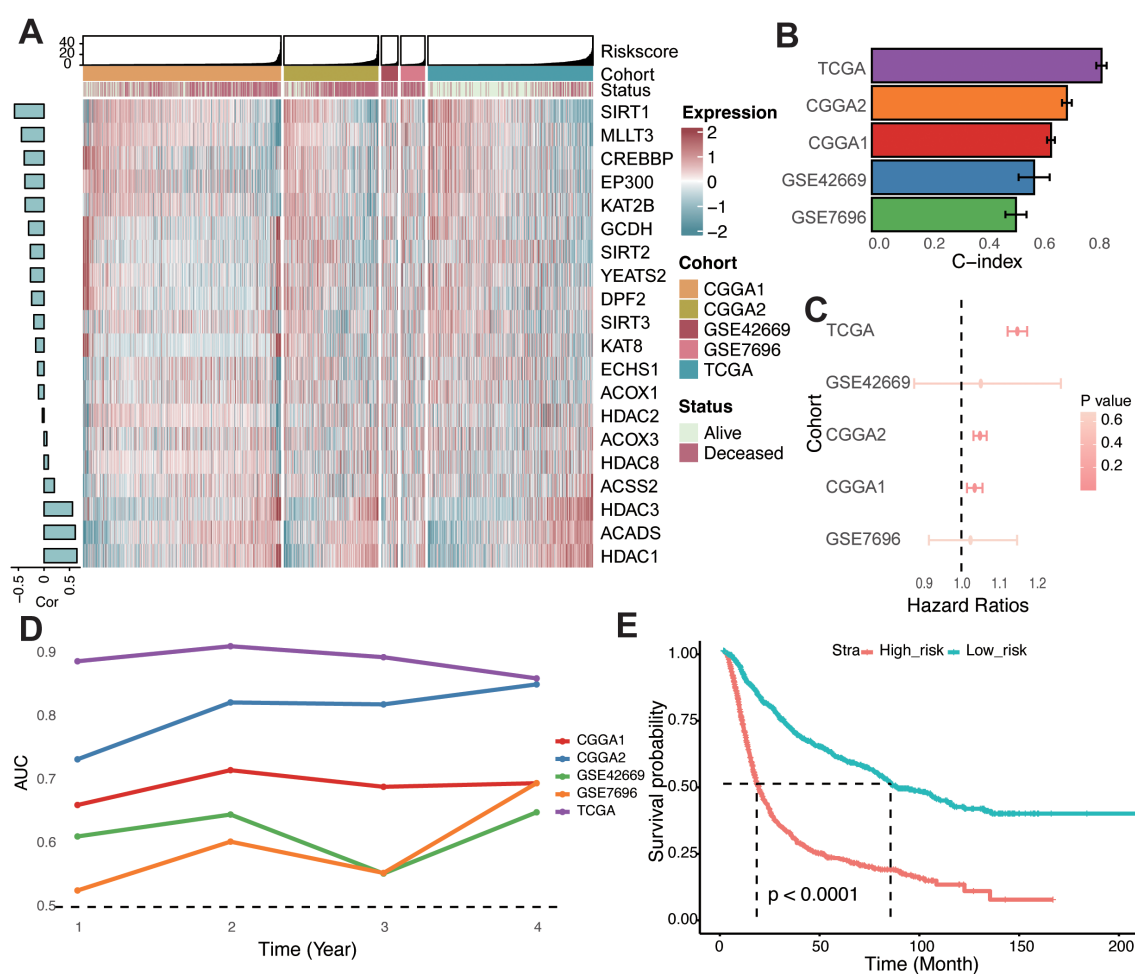 A
40
20
0
Riskscore
Cohort
Status
SIRT1
MLLT3
CREBBP
EP300
KAT2B
GCDH
SIRT2
YEATS2
DPF2
SIRT3
KAT8
ECHS1
ACOX1
HDAC2
ACOX3
HDAC8
ACSS2
HDAC3
ACADS
HDAC1
−0.5
0
0.5
Cor
Expression
2
1
0
−1
−2
Cohort
CGGA1
CGGA2
GSE42669
GSE7696
TCGA
Status
Alive
Deceased
B
TCGA
CGGA2
CGGA1
GSE42669
GSE7696
0.0 0.2 0.4 0.6 0.8
C−index
C
Cohort
TCGA
GSE42669
CGGA2
CGGA1
GSE7696
0.9 1.0 1.1 1.2
Hazard Ratios
P value
0.6
0.4
0.2
D
AUC
0.9
0.8
0.7
0.6
0.5
1 2 3 4
Time (Year)
CGGA1
CGGA2
GSE42669
GSE7696
TCGA
E
Survival probability
1.00
0.75
0.50
0.25
0.00
Stra High_risk Low_risk
p < 0.0001
0 50 100 150 200
Time (Month)